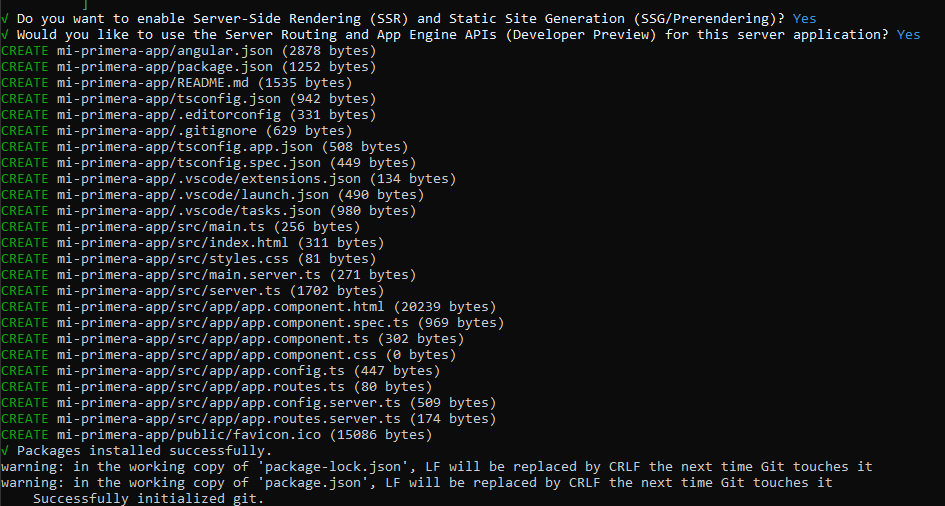 ]
√ Do you want to enable Server-Side Rendering (SSR) and Static Site Generation (SSG/Prerendering)? Yes
√ Would you like to use the Server Routing and App Engine APIs (Developer Preview) for this server application? Yes
CREATE mi-primera-app/angular.json (2878 bytes)
CREATE mi-primera-app/package.json (1252 bytes)
CREATE mi-primera-app/README.md (1535 bytes)
CREATE mi-primera-app/tsconfig.json (942 bytes)
CREATE mi-primera-app/.editorconfig (331 bytes)
CREATE mi-primera-app/.gitignore (629 bytes)
CREATE mi-primera-app/tsconfig.app.json (508 bytes)
CREATE mi-primera-app/tsconfig.spec.json (449 bytes)
CREATE mi-primera-app/.vscode/extensions.json (134 bytes)
CREATE mi-primera-app/.vscode/launch.json (490 bytes)
CREATE mi-primera-app/.vscode/tasks.json (980 bytes)
CREATE mi-primera-app/src/main.ts (256 bytes)
CREATE mi-primera-app/src/index.html (311 bytes)
CREATE mi-primera-app/src/styles.css (81 bytes)
CREATE mi-primera-app/src/main.server.ts (271 bytes)
CREATE mi-primera-app/src/server.ts (1702 bytes)
CREATE mi-primera-app/src/app/app.component.html (20239 bytes)
CREATE mi-primera-app/src/app/app.component.spec.ts (969 bytes)
CREATE mi-primera-app/src/app/app.component.ts (302 bytes)
CREATE mi-primera-app/src/app/app.component.css (0 bytes)
CREATE mi-primera-app/src/app/app.config.ts (447 bytes)
CREATE mi-primera-app/src/app/app.routes.ts (80 bytes)
CREATE mi-primera-app/src/app/app.config.server.ts (509 bytes)
CREATE mi-primera-app/src/app/app.routes.server.ts (174 bytes)
CREATE mi-primera-app/public/favicon.ico (15086 bytes)
√ Packages installed successfully.
warning: in the working copy of 'package-lock.json', LF will be replaced by CRLF the next time Git touches it
warning: in the working copy of 'package.json', LF will be replaced by CRLF the next time Git touches it
    Successfully initialized git.